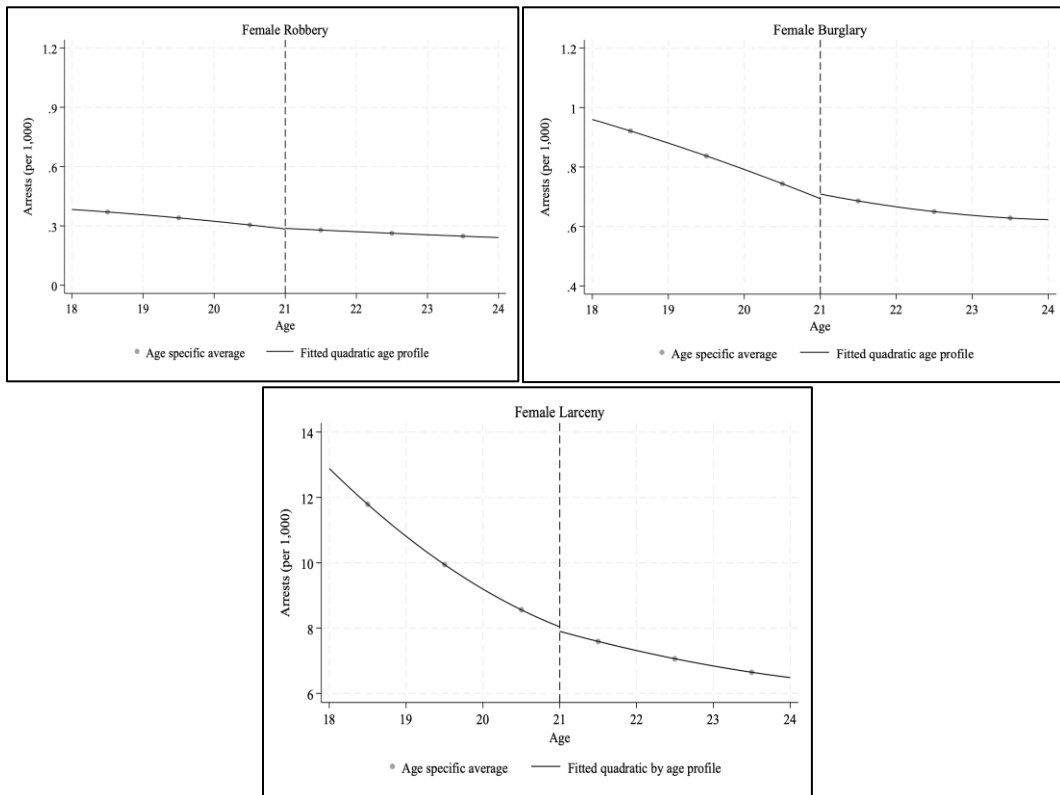 Female Robbery
1.2
.9
.6
.3
0
Arrests (per 1,000)
18 19 20 21 22 23 24
Age
Age specific average Fitted quadratic age profile
Female Burglary
1.2
1
.8
.6
.4
Arrests (per 1,000)
18 19 20 21 22 23 24
Age
Age specific average Fitted quadratic age profile
Female Larceny
14
12
10
8
6
Arrests (per 1,000)
18 19 20 21 22 23 24
Age
Age specific average Fitted quadratic by age profile